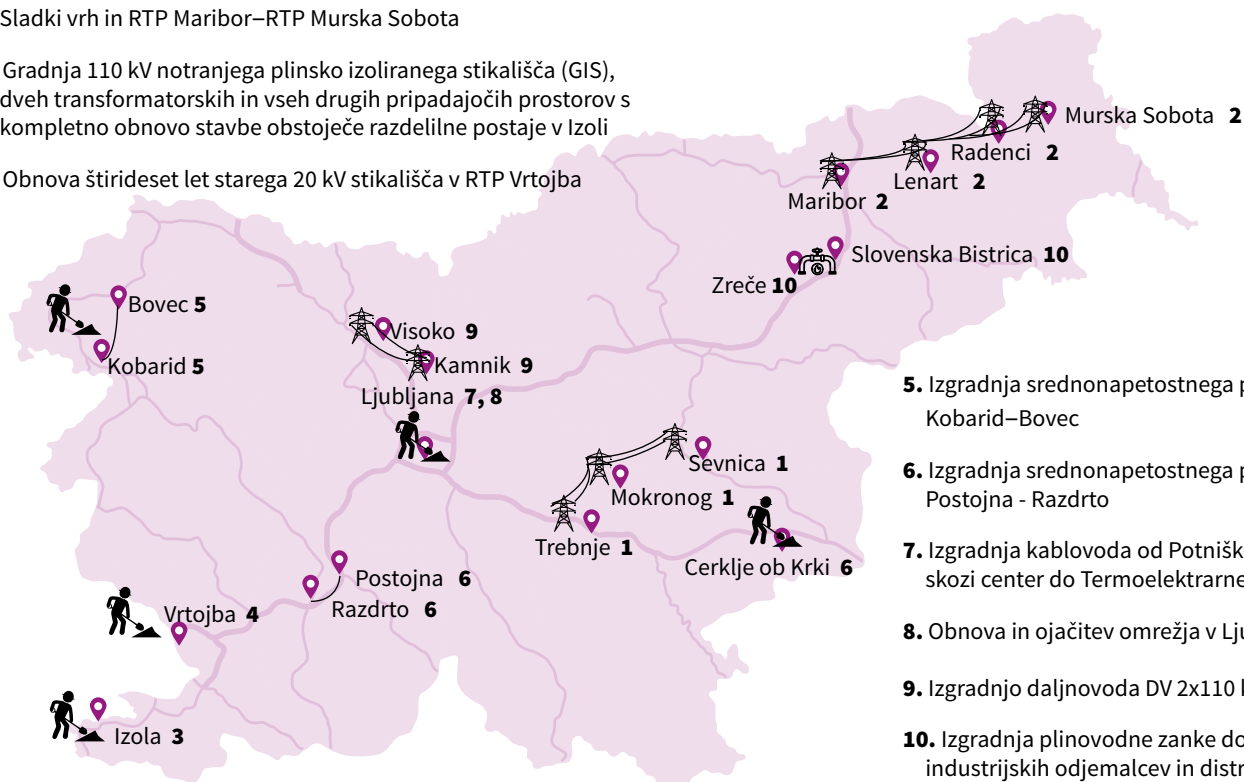 Sladki vrh in RTP Maribor–RTP Murska Sobota
Gradnja 110 kV notranjega plinsko izoliranega stikališča (GIS),
dveh transformatorskih in vseh drugih pripadajočih prostorov s
kompletno obnovo stavbe obstoječe razdelilne postaje v Izoli
Obnova štirideset let starega 20 kV stikališča v RTP Vrtojba
Murska Sobota 2
Radenci 2
Lenart 2
Maribor 2
Slovenska Bistrica 10
Zreče 10
Bovec 5
Kobarid 5
Visoko 9
Kamnik 9
Ljubljana 7, 8
Sevnica 1
Mokronog 1
Trebnje 1
Cerklje ob Krki 6
Postojna 6
Razdrto 6
Vrtojba 4
Izola 3
5. Izgradnja srednonapetostnega
Kobarid–Bovec
6. Izgradnja srednonapetostnega
Postojna - Razdrto
7. Izgradnja kablovoda od
skozi center do Termoelektrarne
8. Obnova in ojačitev omrežja v
9. Izgradnjo daljnovoda DV 2x110
10. Izgradnja plinovodne zanke
industrijskih odjemalcev in